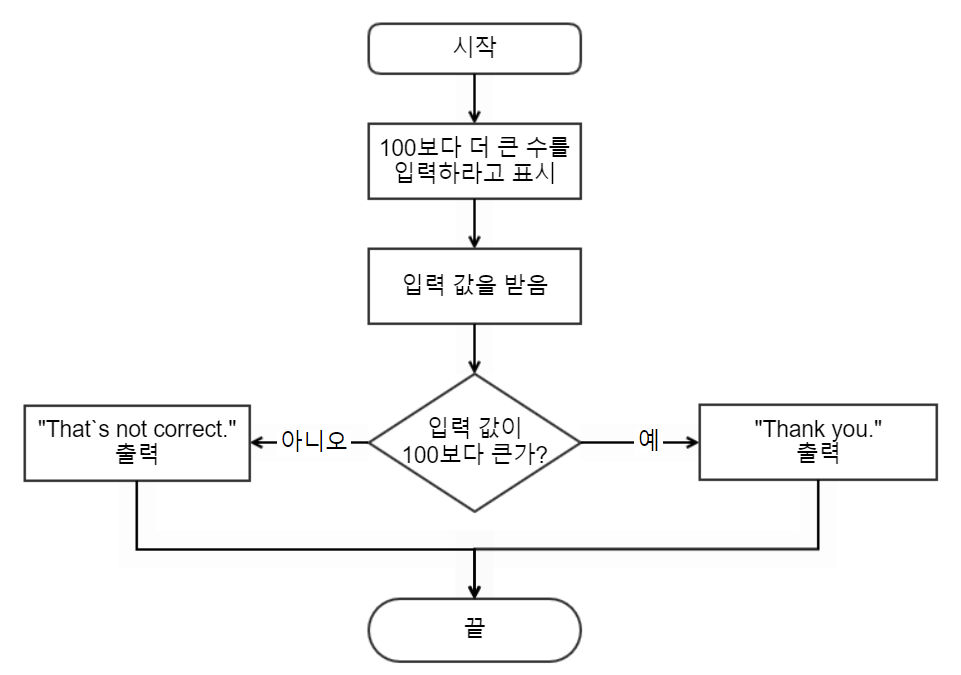 시작
100보다 더 큰 수를
입력하라고 표시
입력 값을 받음
입력 값이
100보다 큰가?
아니오
예
"That`s not correct."
출력
"Thank you."
출력
끝